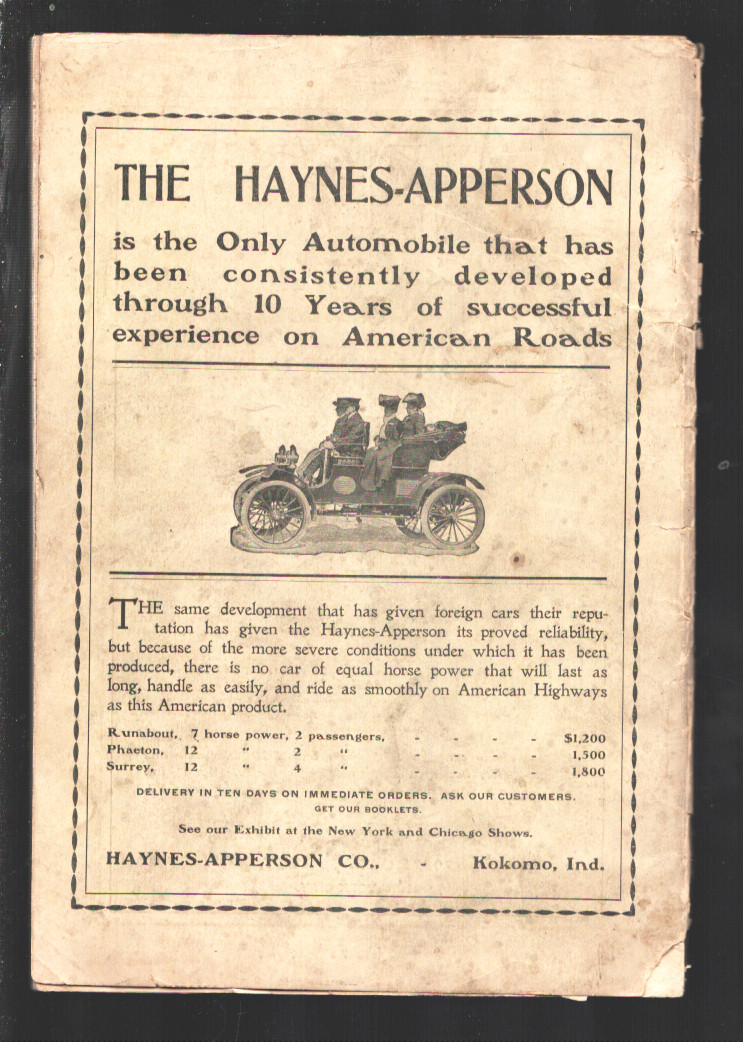 THE HAYNES-APPERSON
is the Only Automobile that has
been consistently developed
through 10 Years of successful
experience on American Roads
THE same development that has given foreign cars their repu-
tation has given the Haynes-Apperson its proved reliability,
but because of the more severe conditions under which it has been
produced, there is no car of equal horse power that will last as
long, handle as easily, and ride as smoothly on American Highways
as this American product.
Runabout, 7 horse power, 2 passengers, - - - - $1,200
Phaeton, 12 " 2 " - - - - 1,500
Surrey, 12 " 4 " - - - - 1,800
DELIVERY IN TEN DAYS ON IMMEDIATE ORDERS. ASK OUR CUSTOMERS.
GET OUR BOOKLETS.
See our Exhibit at the New York and Chicago Shows.
HAYNES-APPERSON CO., - Kokomo, Ind.